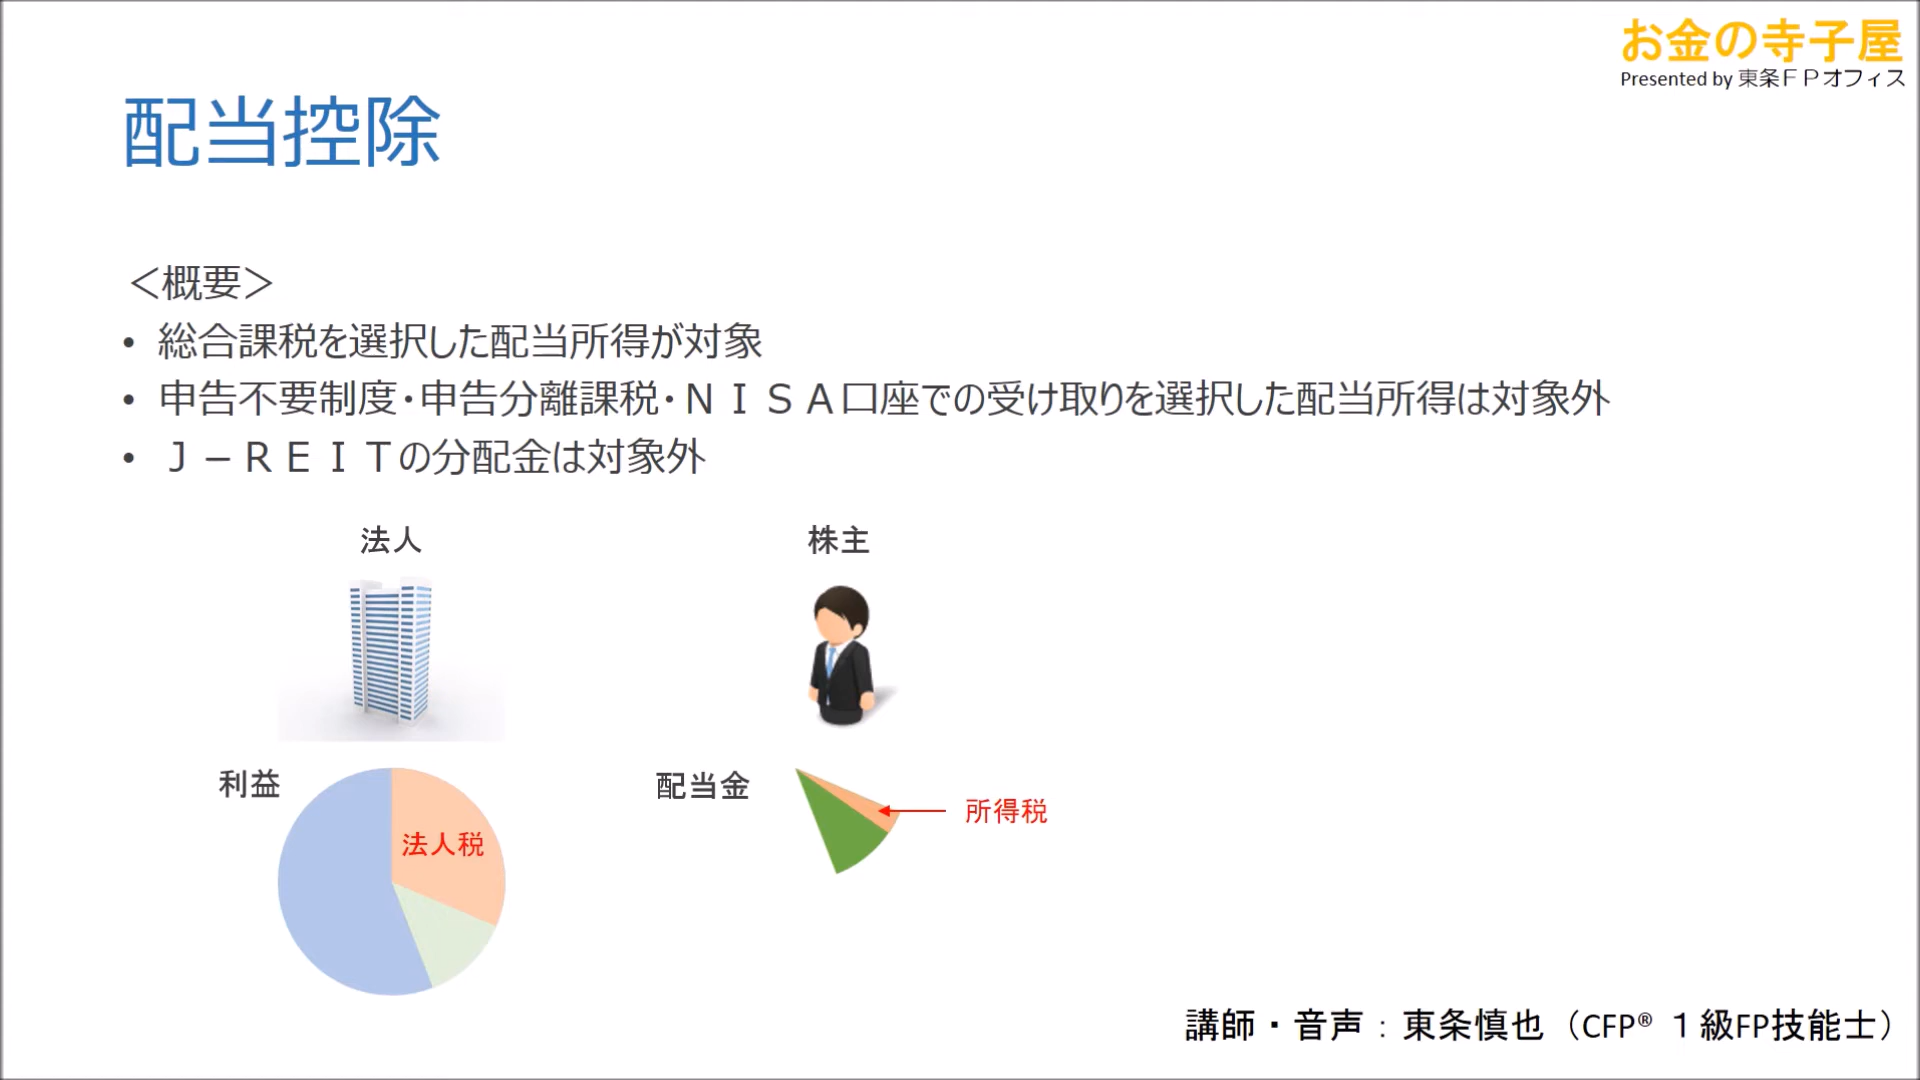 お金の寺子屋
Presented by 東条ＦＰオフィス
配当控除
＜概要＞
• 総合課税を選択した配当所得が対象
• 申告不要制度・申告分離課税・ＮＩＳＡ口座での受け取りを選択した配当所得は対象外
• Ｊ－ＲＥＩＴの分配金は対象外
法人
株主
利益
法人税
配当金
所得税
講師・音声：東条慎也（CFP® １級FP技能士）